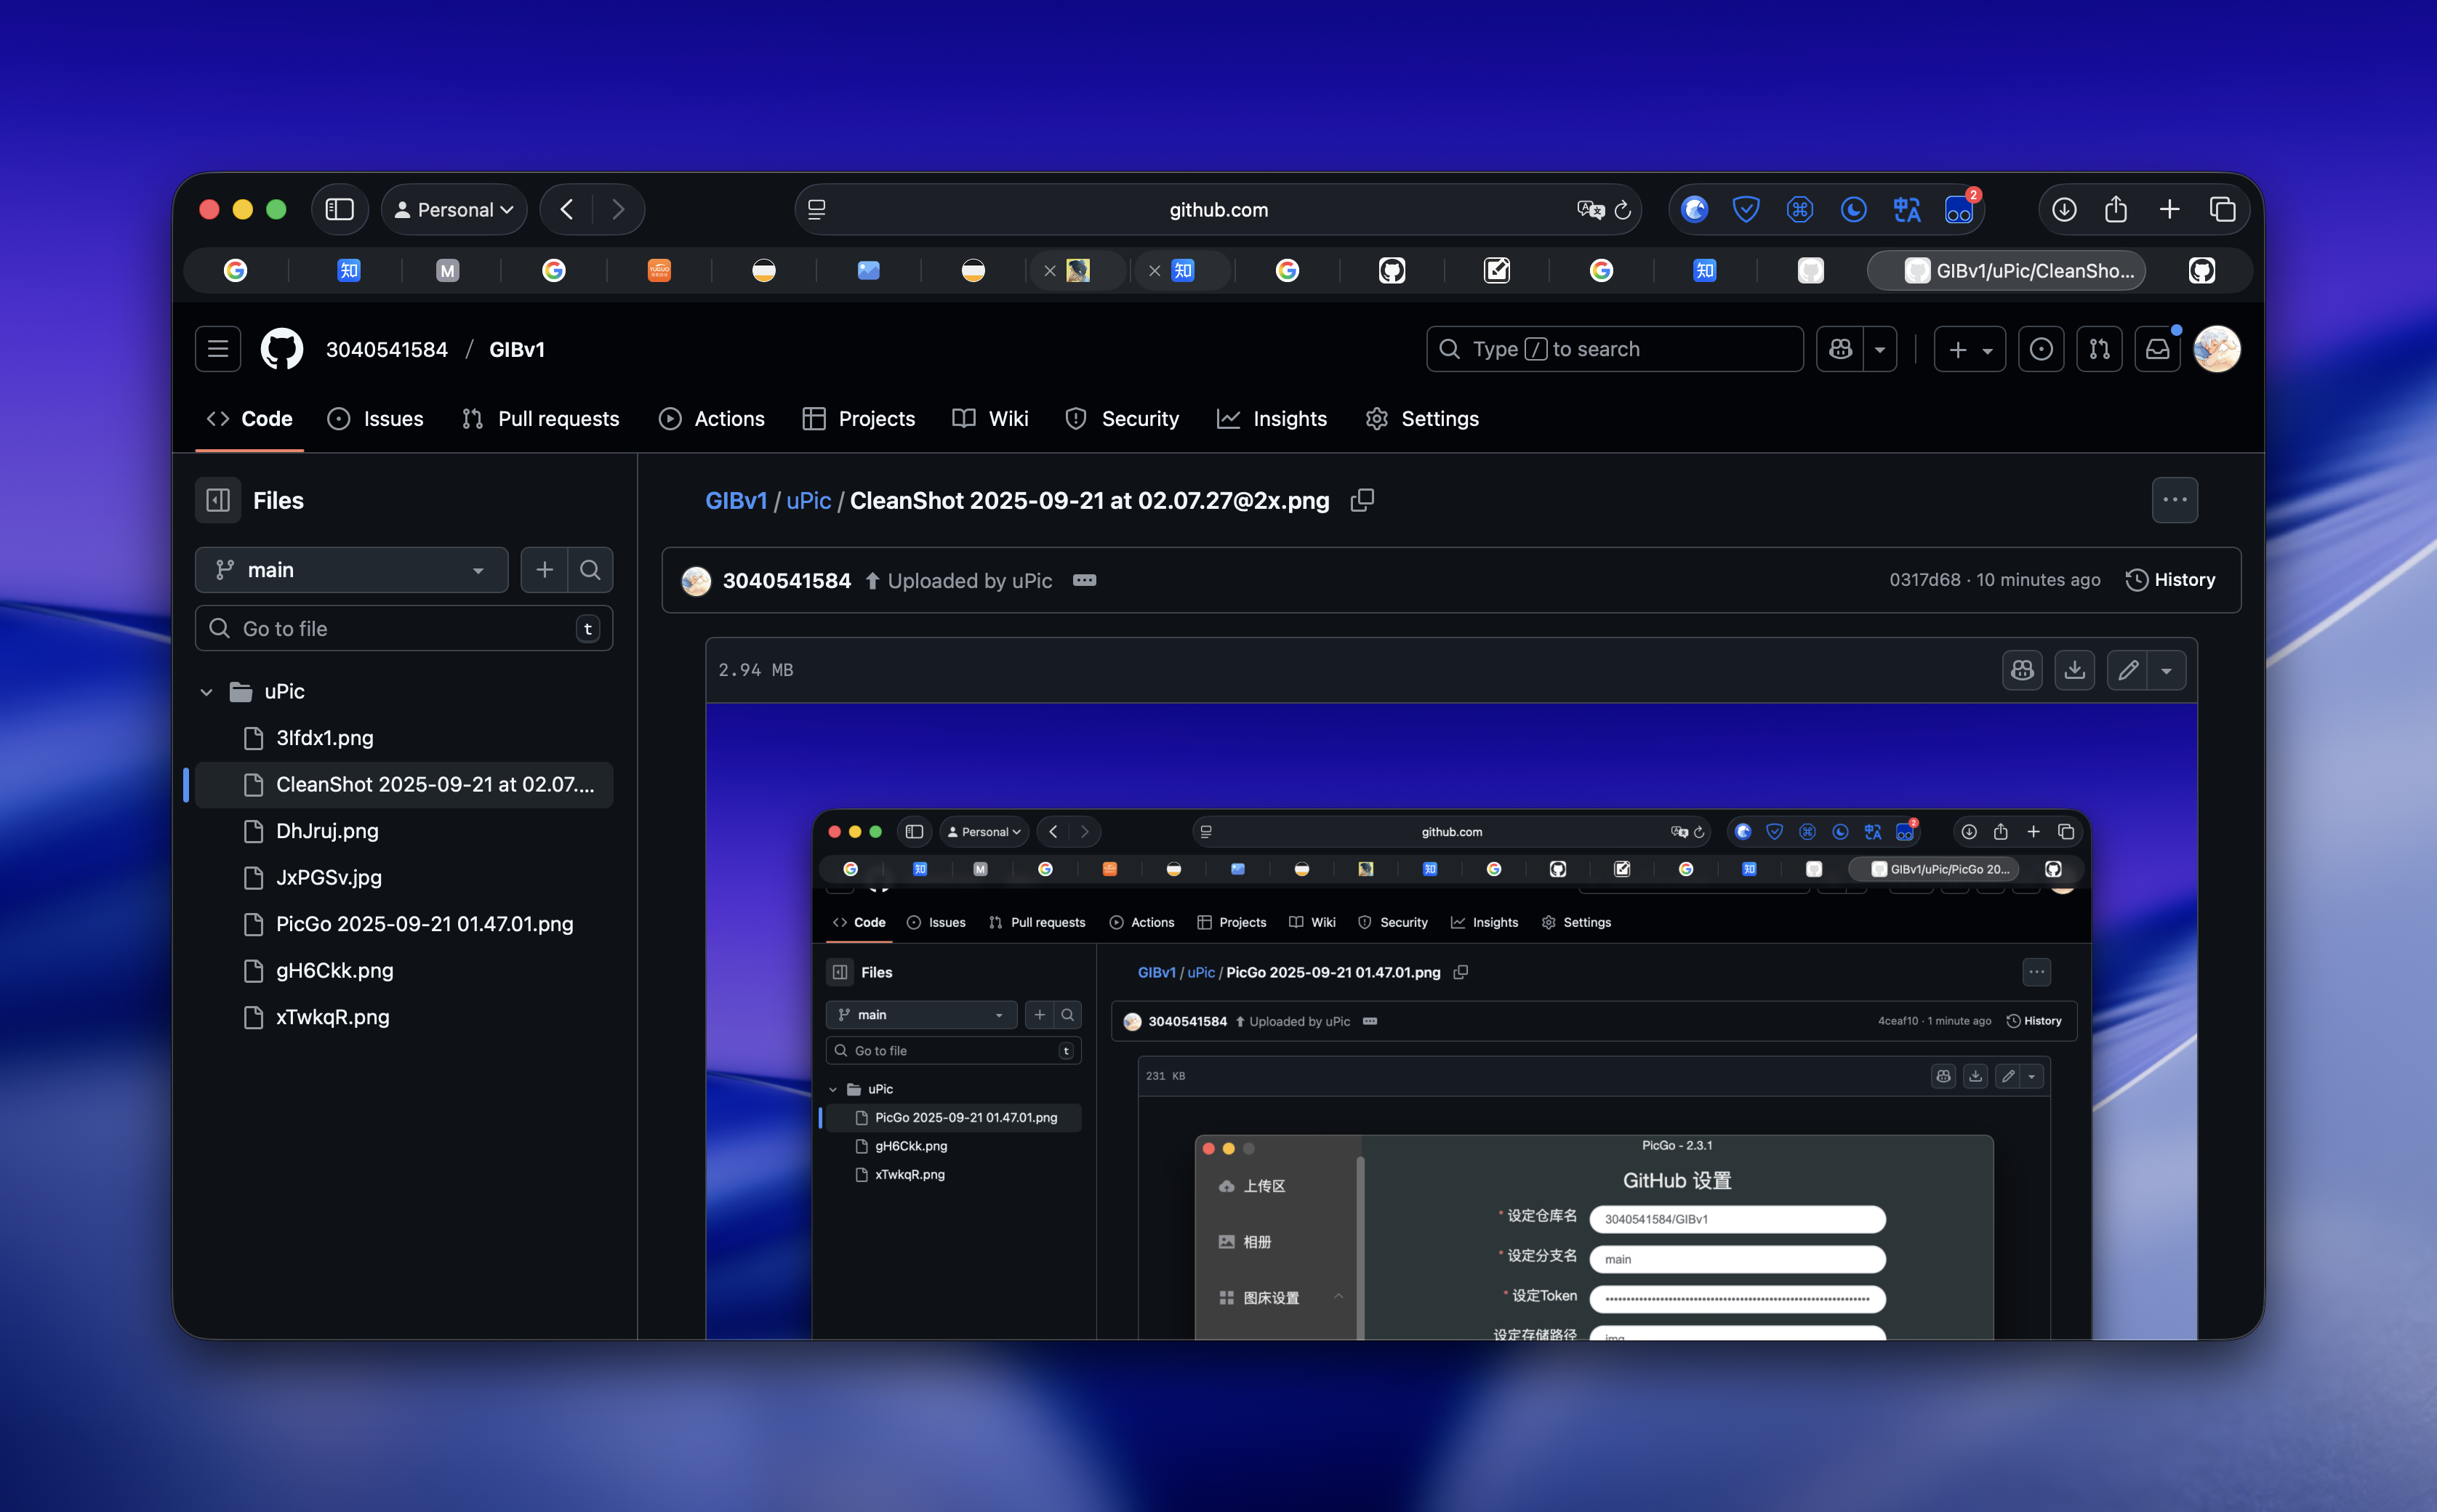 Personal
github.com
2
知
M
知
知
GIBv1/uPic/CleanSho...
3040541584 / GIBv1
Type / to search
Code
Issues
Pull requests
Actions
Projects
Wiki
Security
Insights
Settings
Files
GIBv1 / uPic / CleanShot 2025-09-21 at 02.07.27@2x.png
main
3040541584 Uploaded by uPic
0317d68 · 10 minutes ago
History
Go to file
t
2.94 MB
uPic
3lfdx1.png
CleanShot 2025-09-21 at 02.07....
DhJruj.png
JxPGSv.jpg
PicGo 2025-09-21 01.47.01.png
gH6Ckk.png
xTwkqR.png
Personal
github.com
2
知
M
知
知
GIBv1/uPic/PicGo 20...
Code
Issues
Pull requests
Actions
Projects
Wiki
Security
Insights
Settings
Files
GIBv1 / uPic / PicGo 2025-09-21 01.47.01.png
main
3040541584 Uploaded by uPic
4ceaf10 · 1 minute ago
History
Go to file
t
231 KB
uPic
PicGo 2025-09-21 01.47.01.png
gH6Ckk.png
xTwkqR.png
PicGo - 2.3.1
上传区
GitHub 设置
* 设定仓库名
3040541584/GIBv1
相册
* 设定分支名
main
图床设置
* 设定Token
设定存储路径
img